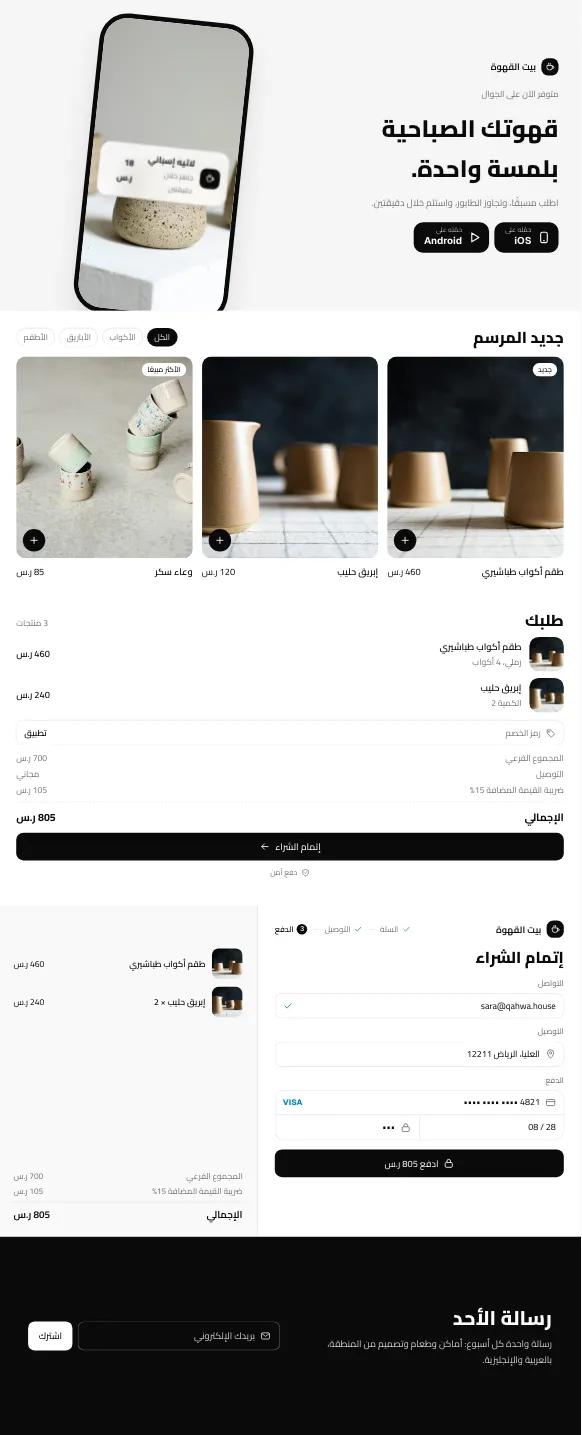 بيت القهوة
متوفر الآن على الجوال
قهوتك الصباحية
بلمسة واحدة.
اطلب مسبقًا، وتجاوز الطابور، واستلم خلال دقيقتين.
حمّله على
iOS
حمّله على
Android
لاتيه إسباني
جاهز خلال
دقيقتين
18
ر.س
جديد المرسم
الكل
الأكواب
الأباريق
الأطقم
جديد
طقم أكواب طباشيري
460 ر.س
إبريق حليب
120 ر.س
الأكثر مبيعًا
وعاء سكر
85 ر.س
طلبك
3 منتجات
طقم أكواب طباشيري
رملي، 4 أكواب
460 ر.س
إبريق حليب
الكمية 2
240 ر.س
رمز الخصم
تطبيق
المجموع الفرعي
700 ر.س
التوصيل
مجاني
ضريبة القيمة المضافة 15%
105 ر.س
الإجمالي
805 ر.س
إتمام الشراء
دفع آمن
بيت القهوة
السلة
التوصيل
3 الدفع
إتمام الشراء
التواصل
sara@qahwa.house
التوصيل
العليا، الرياض 12211
الدفع
•••• •••• •••• 4821
VISA
08 / 28
•••
ادفع 805 ر.س
طقم أكواب طباشيري
460 ر.س
إبريق حليب × 2
240 ر.س
المجموع الفرعي
700 ر.س
ضريبة القيمة المضافة 15%
105 ر.س
الإجمالي
805 ر.س
رسالة الأحد
رسالة واحدة كل أسبوع: أماكن وطعام وتصميم من المنطقة،
بالعربية والإنجليزية.
بريدك الإلكتروني
اشترك